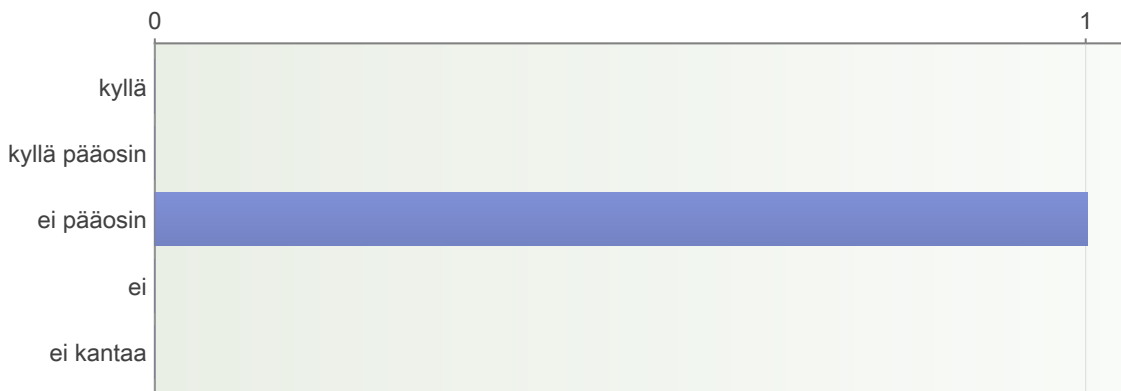 0 1
kyllä
kyllä pääosin
ei pääosin
ei
ei kantaa